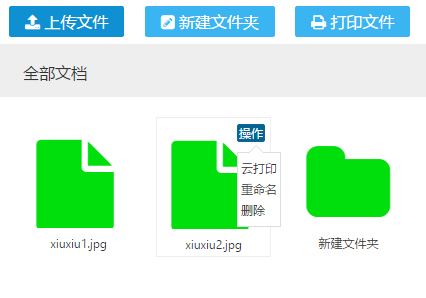 上传文件 新建文件夹 打印文件
全部文档
操作
云打印
重命名
删除
xiuxiu1.jpg xiuxiu2.jpg 新建文件夹